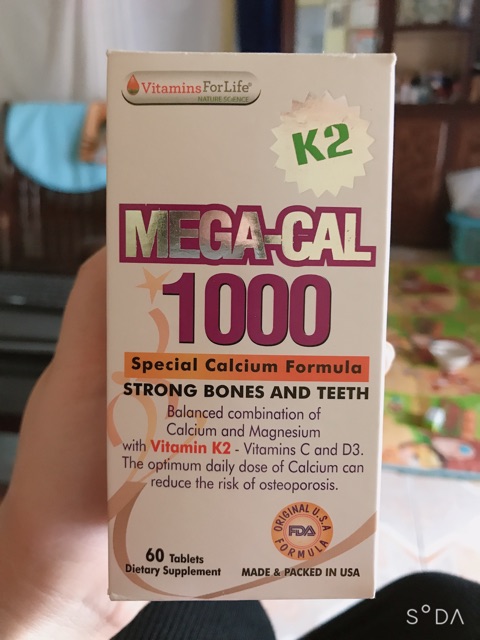 VitaminsForLife®
NATURE SCIENCE
K2
MEGA-CAL
1000
Special Calcium Formula
STRONG BONES AND TEETH
Balanced combination of
Calcium and Magnesium
with Vitamin K2 - Vitamins C and D3.
The optimum daily dose of Calcium can
reduce the risk of osteoporosis.
ORIGINAL U.S.A
FDA
FORMULA
60 Tablets
Dietary Supplement
MADE & PACKED IN USA
SODA